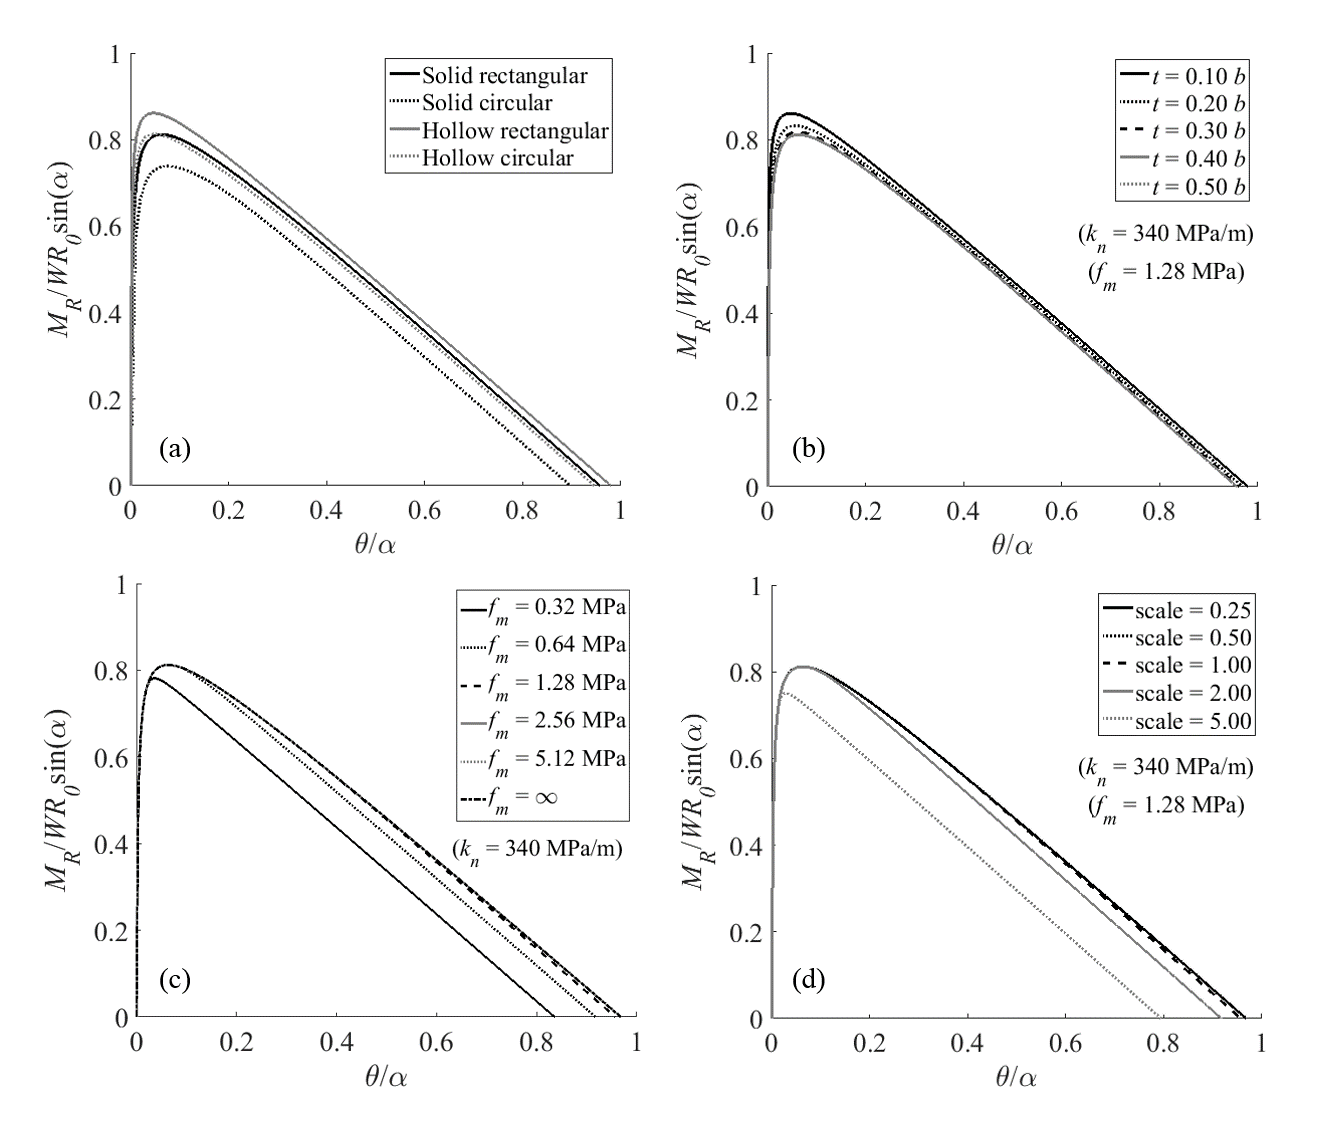 1
0.8
0.6
0.4
0.2
0
0 0.2 0.4 0.6 0.8 1
M_R/WR_0sin(α)
θ/α
Solid rectangular
Solid circular
Hollow rectangular
Hollow circular
(a)
1
0.8
0.6
0.4
0.2
0
0 0.2 0.4 0.6 0.8 1
M_R/WR_0sin(α)
θ/α
t = 0.10 b
t = 0.20 b
t = 0.30 b
t = 0.40 b
t = 0.50 b
(k_n = 340 MPa/m)
(f_m = 1.28 MPa)
(b)
1
0.8
0.6
0.4
0.2
0
0 0.2 0.4 0.6 0.8 1
M_R/WR_0sin(α)
θ/α
f_m = 0.32 MPa
f_m = 0.64 MPa
f_m = 1.28 MPa
f_m = 2.56 MPa
f_m = 5.12 MPa
f_m = ∞
(k_n = 340 MPa/m)
(c)
1
0.8
0.6
0.4
0.2
0
0 0.2 0.4 0.6 0.8 1
M_R/WR_0sin(α)
θ/α
scale = 0.25
scale = 0.50
scale = 1.00
scale = 2.00
scale = 5.00
(k_n = 340 MPa/m)
(f_m = 1.28 MPa)
(d)